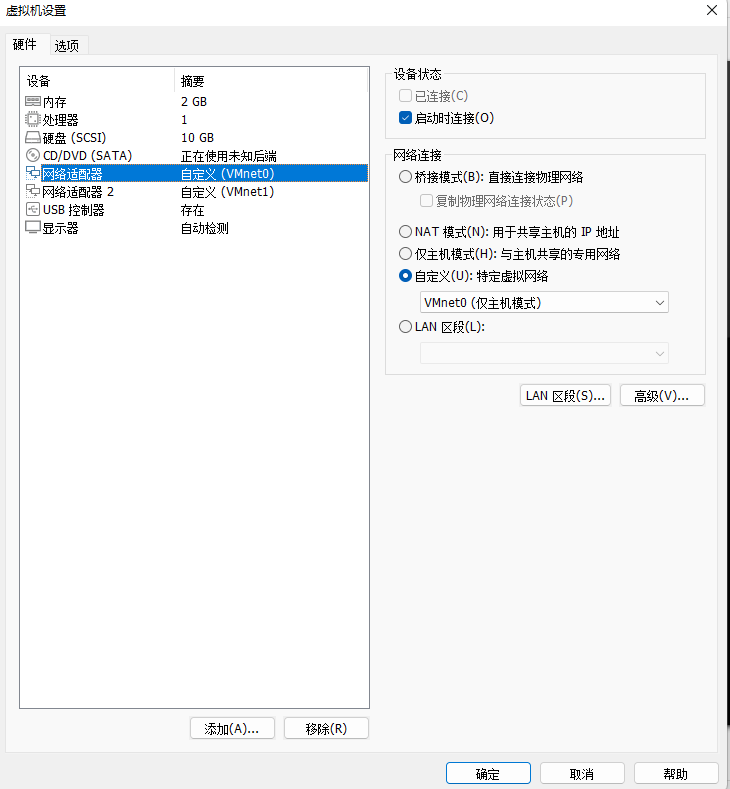 虚拟机设置
硬件 选项
设备 摘要
内存 2 GB
处理器 1
硬盘 (SCSI) 10 GB
CD/DVD (SATA) 正在使用未知后端
网络适配器 自定义 (VMnet0)
网络适配器 2 自定义 (VMnet1)
USB 控制器 存在
显示器 自动检测
添加(A)... 移除(R)
设备状态
已连接(C)
启动时连接(O)
网络连接
桥接模式(B): 直接连接物理网络
复制物理网络连接状态(P)
NAT 模式(N): 用于共享主机的 IP 地址
仅主机模式(H): 与主机共享的专用网络
自定义(U): 特定虚拟网络
VMnet0 (仅主机模式)
LAN 区段(L):
LAN 区段(S)... 高级(V)...
确定 取消 帮助